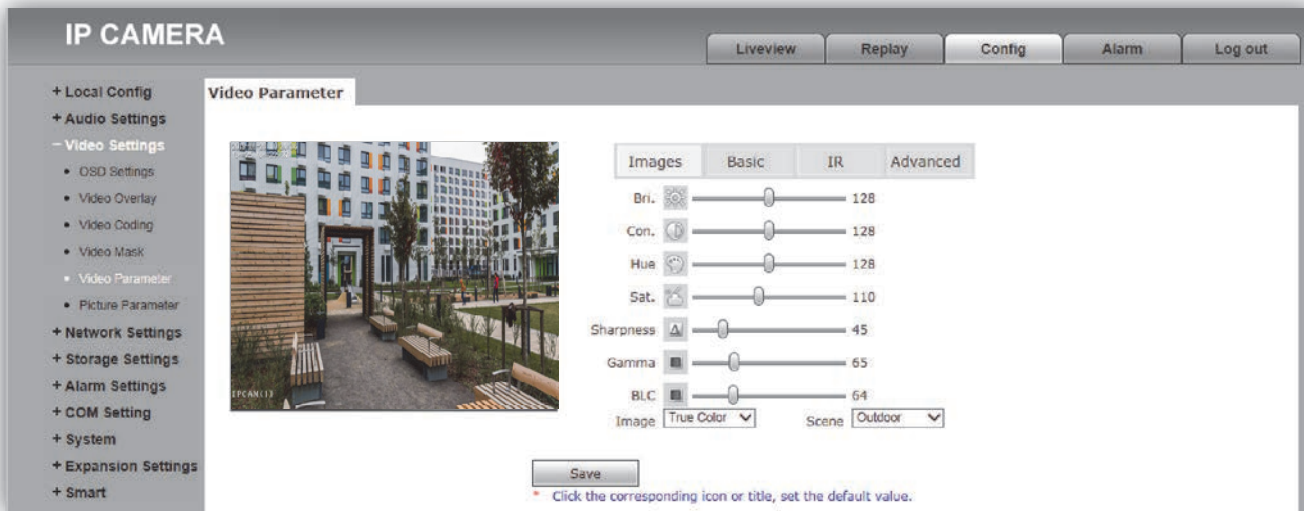 IP CAMERA
Liveview Replay Config Alarm Log out
+ Local Config
+ Audio Settings
− Video Settings
• OSD Settings
• Video Overlay
• Video Coding
• Video Mask
• Video Parameter
• Picture Parameter
+ Network Settings
+ Storage Settings
+ Alarm Settings
+ COM Setting
+ System
+ Expansion Settings
+ Smart
Video Parameter
IPCAM(1)
Images Basic IR Advanced
Bri. 128
Con. 128
Hue 128
Sat. 110
Sharpness 45
Gamma 65
BLC 64
Image True Color Scene Outdoor
Save
* Click the corresponding icon or title, set the default value.